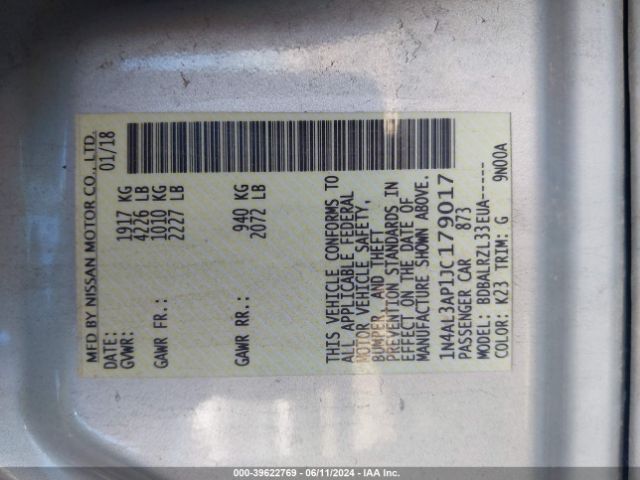 MFD BY NISSAN MOTOR CO., LTD.
DATE: 01/18
GVWR: 1917 KG
4226 LB
GAWR FR.: 1010 KG
2227 LB
GAWR RR.: 940 KG
2072 LB
THIS VEHICLE CONFORMS TO
ALL APPLICABLE FEDERAL
MOTOR VEHICLE SAFETY,
BUMPER, AND THEFT
PREVENTION STANDARDS IN
EFFECT ON THE DATE OF
MANUFACTURE SHOWN ABOVE.
1N4AL3AP1JC179017
PASSENGER CAR 873
MODEL: BDBALRZL33EUA-----
COLOR: K23 TRIM: G 9N00A
000-39622769 - 06/11/2024 - IAA Inc.